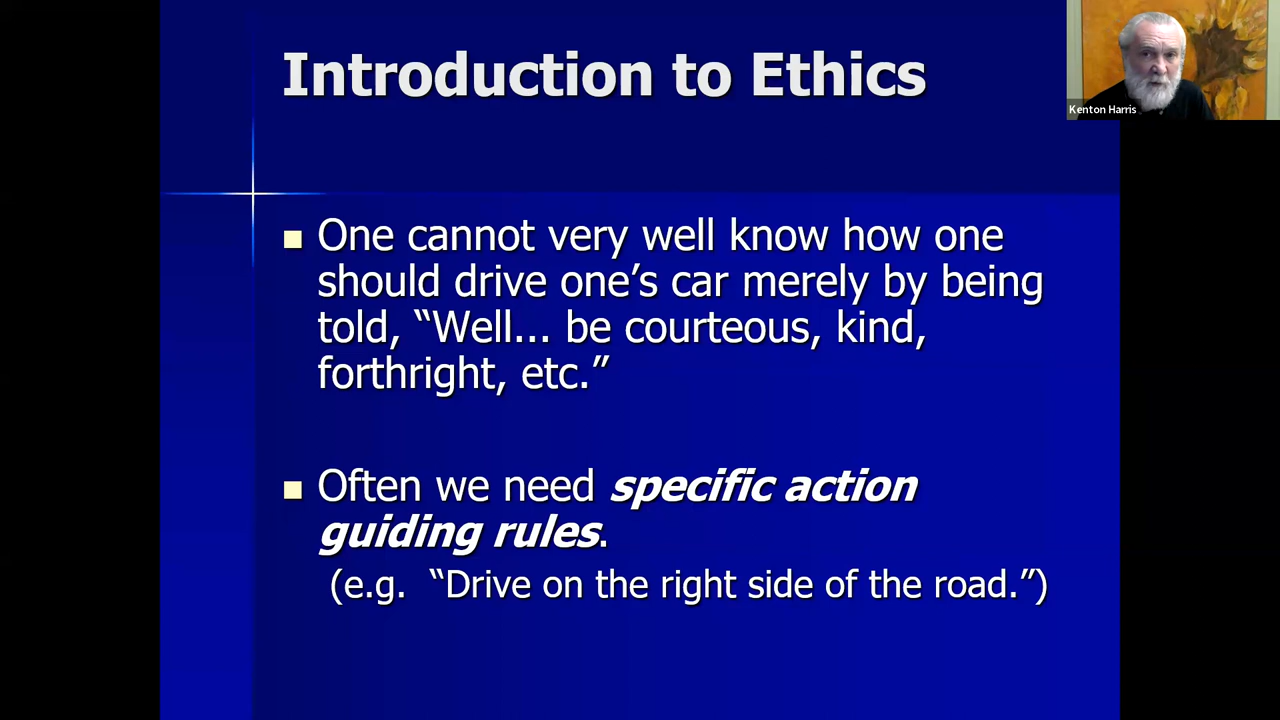 Introduction to Ethics
Kenton Harris
One cannot very well know how one
should drive one’s car merely by being
told, “Well... be courteous, kind,
forthright, etc.”
Often we need specific action
guiding rules.
(e.g. “Drive on the right side of the road.”)